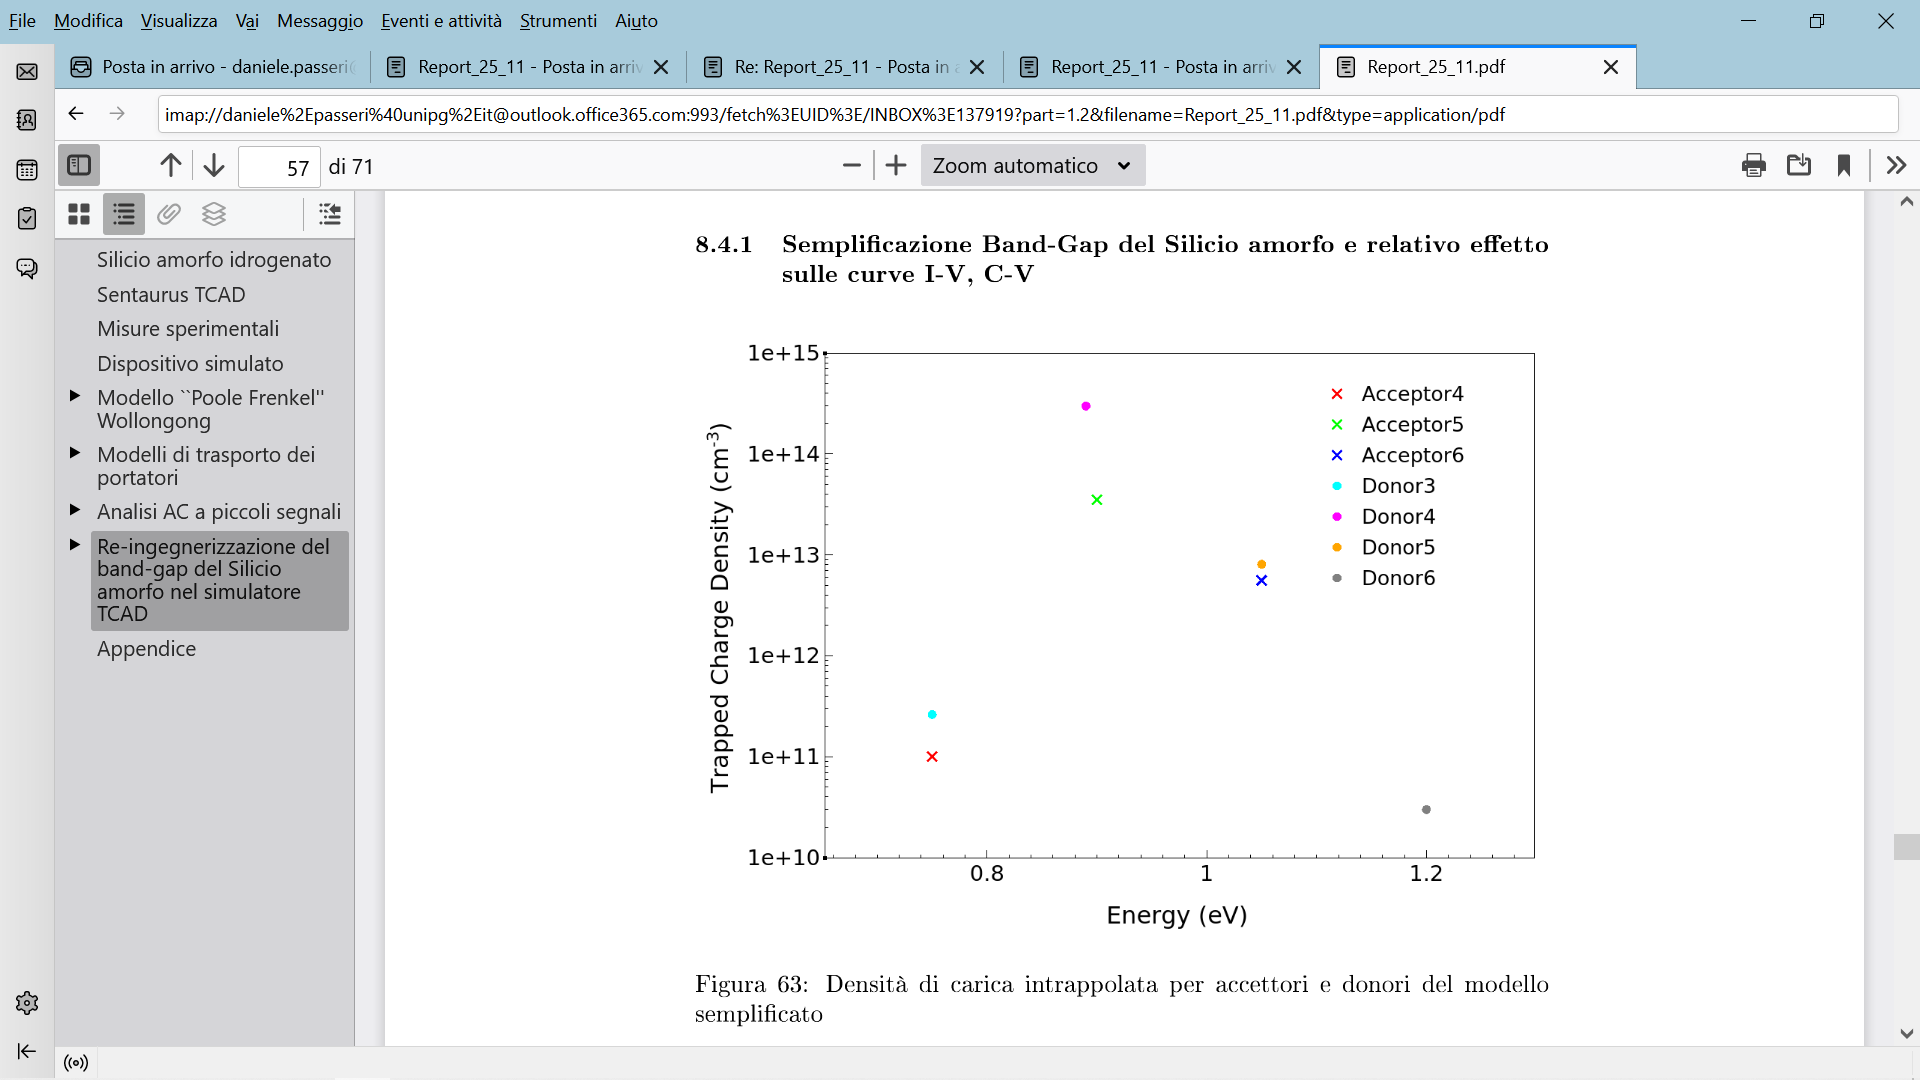 File Modifica Visualizza Vai Messaggio Eventi e attività Strumenti Aiuto
Posta in arrivo - daniele.passeri@
Report_25_11 - Posta in arriv
Re: Report_25_11 - Posta in a
Report_25_11 - Posta in arriv
Report_25_11.pdf
imap://daniele%2Epasseri%40unipg%2Eit@outlook.office365.com:993/fetch%3EUID%3E/INBOX%3E137919?part=1.2&filename=Report_25_11.pdf&type=application/pdf
57 di 71
Zoom automatico
Silicio amorfo idrogenato
Sentaurus TCAD
Misure sperimentali
Dispositivo simulato
Modello ``Poole Frenkel''
Wollongong
Modelli di trasporto dei
portatori
Analisi AC a piccoli segnali
Re-ingegnerizzazione del
band-gap del Silicio
amorfo nel simulatore
TCAD
Appendice
8.4.1 Semplificazione Band-Gap del Silicio amorfo e relativo effetto
sulle curve I-V, C-V
Trapped Charge Density (cm-3)
1e+15
1e+14
1e+13
1e+12
1e+11
1e+10
Acceptor4
Acceptor5
Acceptor6
Donor3
Donor4
Donor5
Donor6
0.8 1 1.2
Energy (eV)
Figura 63: Densità di carica intrappolata per accettori e donori del modello
semplificato